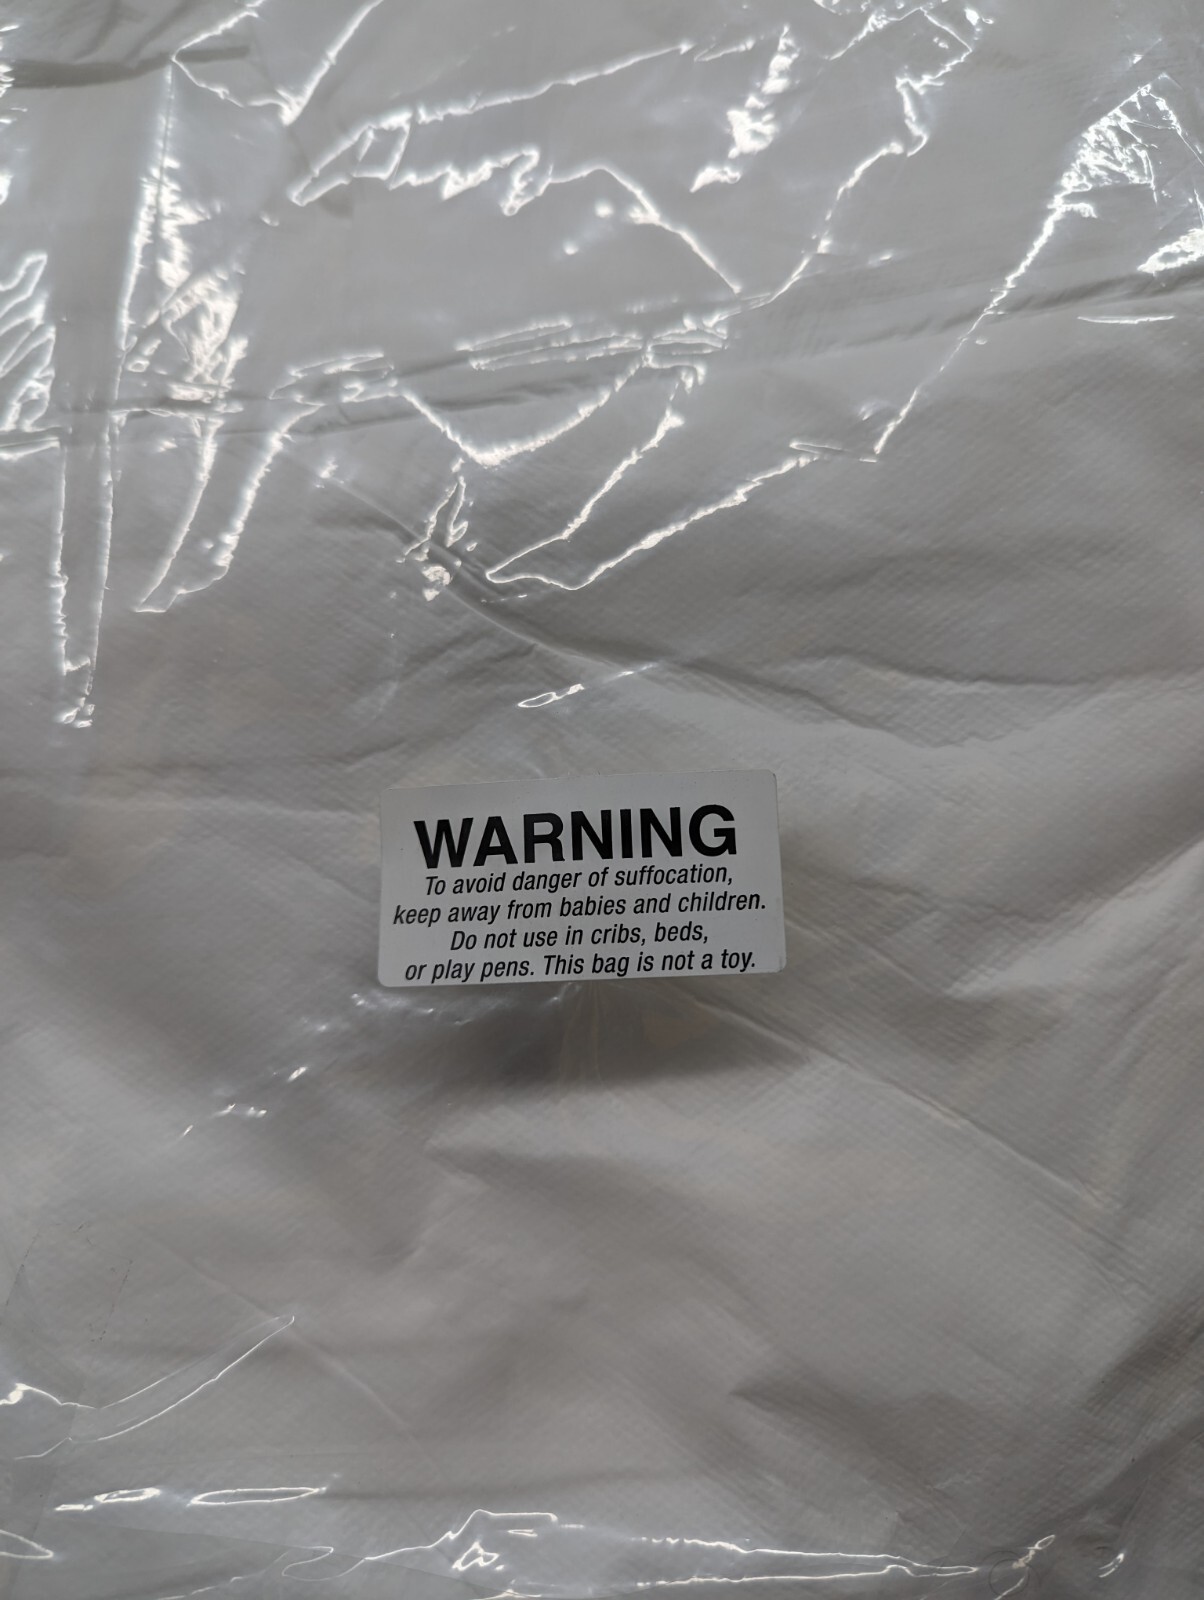 WARNING
To avoid danger of suffocation,
keep away from babies and children.
Do not use in cribs, beds,
or play pens. This bag is not a toy.